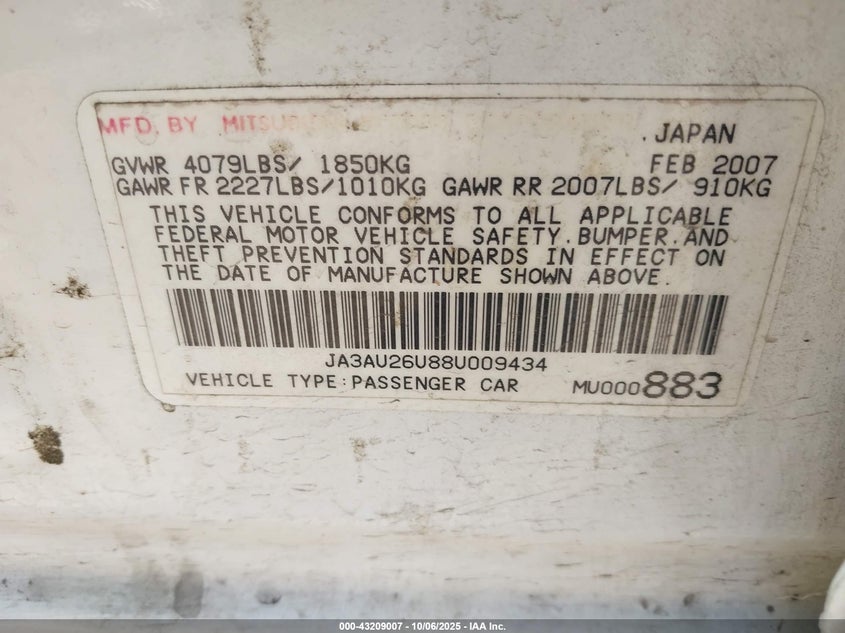 MFD. BY MITSUBISHI
. JAPAN
GVWR 4079LBS/ 1850KG FEB 2007
GAWR FR 2227LBS/1010KG GAWR RR 2007LBS/ 910KG
THIS VEHICLE CONFORMS TO ALL APPLICABLE
FEDERAL MOTOR VEHICLE SAFETY.BUMPER.AND
THEFT PREVENTION STANDARDS IN EFFECT ON
THE DATE OF MANUFACTURE SHOWN ABOVE.
JA3AU26U88U009434
VEHICLE TYPE:PASSENGER CAR MU000883
000-43209007 - 10/06/2025 - IAA Inc.